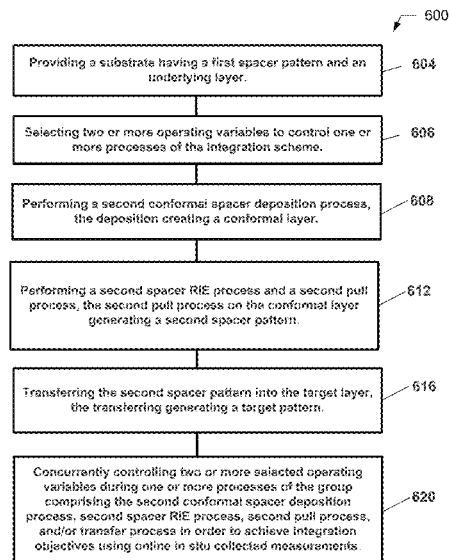 600
Providing a substrate having a first spacer pattern and an
underlying layer.
604
Selecting two or more operating variables to control one or
more processes of the integration scheme.
606
Performing a second conformal spacer deposition process,
the deposition creating a conformal layer.
608
Performing a second spacer RIE process and a second pull
process, the second pull process on the conformal layer
generating a second spacer pattern.
612
Transferring the second spacer pattern into the target layer,
the transferring generating a target pattern.
616
Concurrently controlling two or more selected operating
variables during one or more processes of the group
comprising the second conformal spacer deposition
process, second spacer RIE process, second pull process,
and/or transfer process in order to achieve integration
objectives using online in situ collected measurements.
620